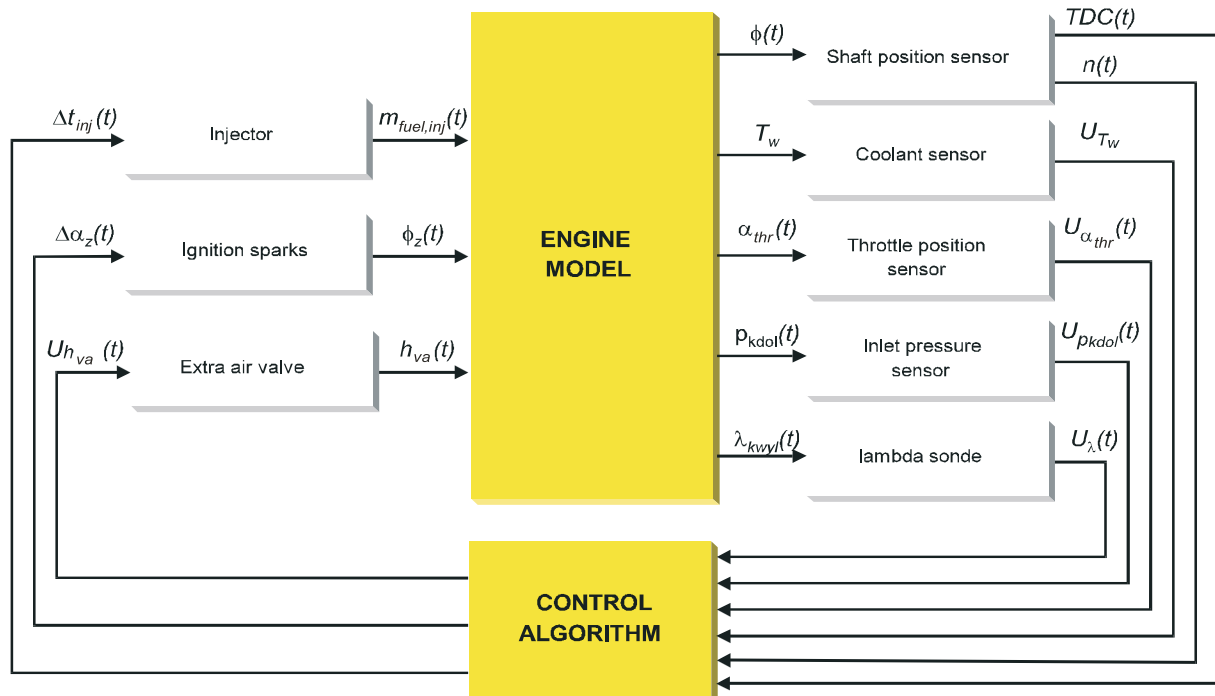 TDC(t)
ϕ(t)
Shaft position sensor
n(t)
Δt_inj(t)
Injector
m_fuel,inj(t)
T_w
Coolant sensor
U_T_w
Δα_z(t)
Ignition sparks
ϕ_z(t)
ENGINE
MODEL
α_thr(t)
Throttle position
sensor
U_α_thr(t)
U_h_va (t)
Extra air valve
h_va(t)
p_kdol(t)
Inlet pressure
sensor
U_p_kdol(t)
λ_kwyl(t)
lambda sonde
U_λ(t)
CONTROL
ALGORITHM